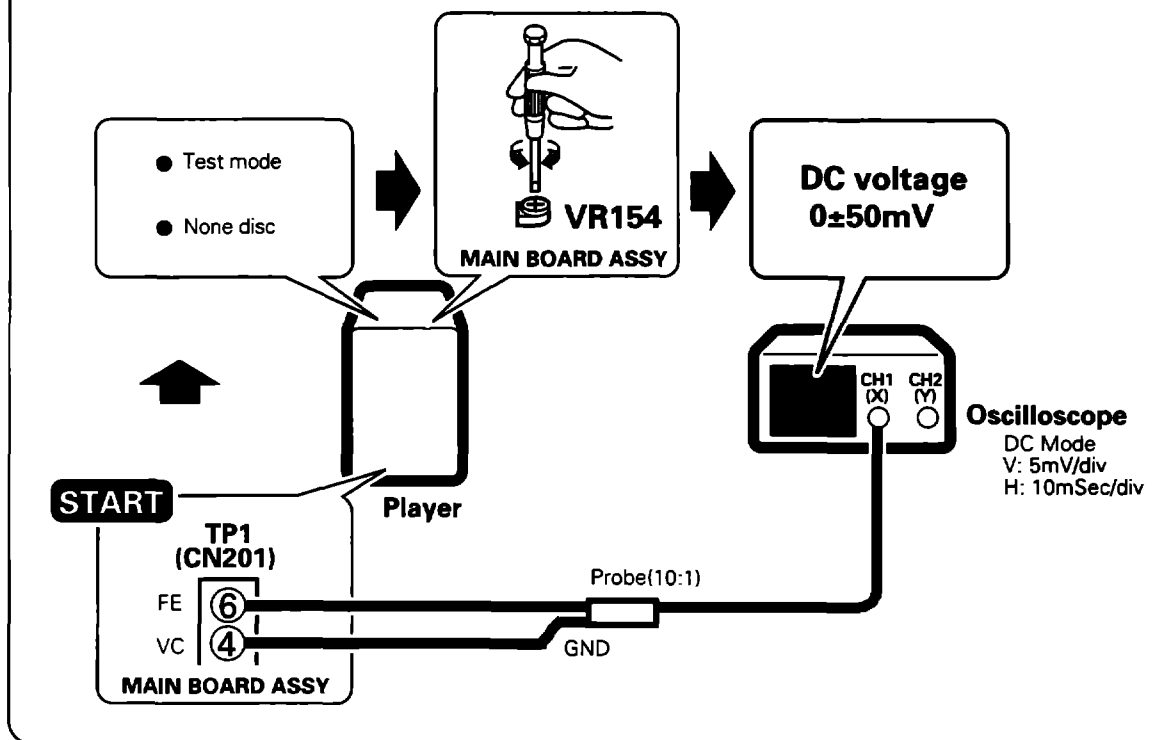 ● Test mode
● None disc
VR154
MAIN BOARD ASSY
DC voltage
0±50mV
CH1
(X)
CH2
(Y)
Oscilloscope
DC Mode
V: 5mV/div
H: 10mSec/div
START
Player
TP1
(CN201)
FE ⑥
VC ④
MAIN BOARD ASSY
Probe(10:1)
GND